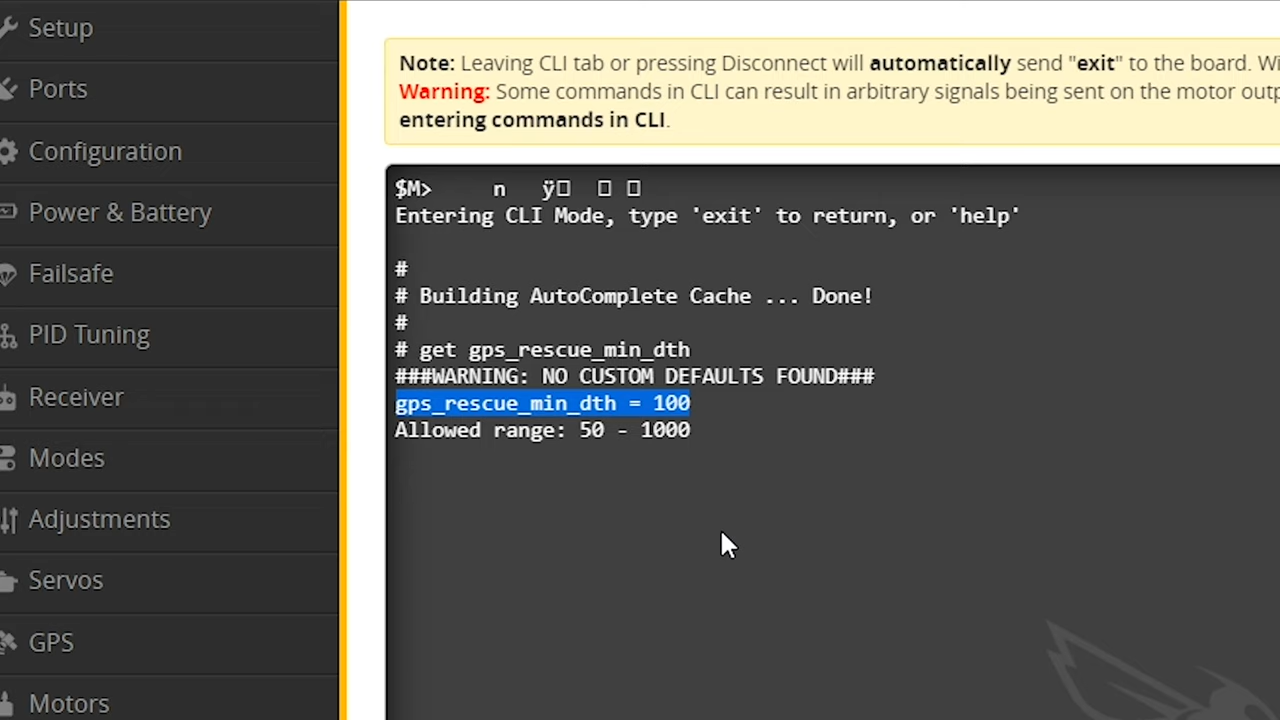 Setup
Ports
Configuration
Power & Battery
Failsafe
PID Tuning
Receiver
Modes
Adjustments
Servos
GPS
Motors
Note: Leaving CLI tab or pressing Disconnect will automatically send "exit" to the board. Wi
Warning: Some commands in CLI can result in arbitrary signals being sent on the motor outp
entering commands in CLI.
$M> n ÿ
Entering CLI Mode, type 'exit' to return, or 'help'
#
# Building AutoComplete Cache ... Done!
#
# get gps_rescue_min_dth
###WARNING: NO CUSTOM DEFAULTS FOUND###
gps_rescue_min_dth = 100
Allowed range: 50 - 1000